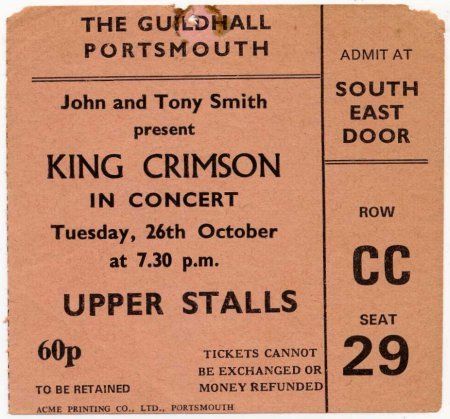 THE GUILDHALL
PORTSMOUTH
John and Tony Smith
present
KING CRIMSON
IN CONCERT
Tuesday, 26th October
at 7.30 p.m.
UPPER STALLS
60p
TICKETS CANNOT
BE EXCHANGED OR
TO BE RETAINED
MONEY REFUNDED
ACME PRINTING CO., LTD., PORTSMOUTH
ADMIT AT
SOUTH
EAST
DOOR
ROW
CC
SEAT
29